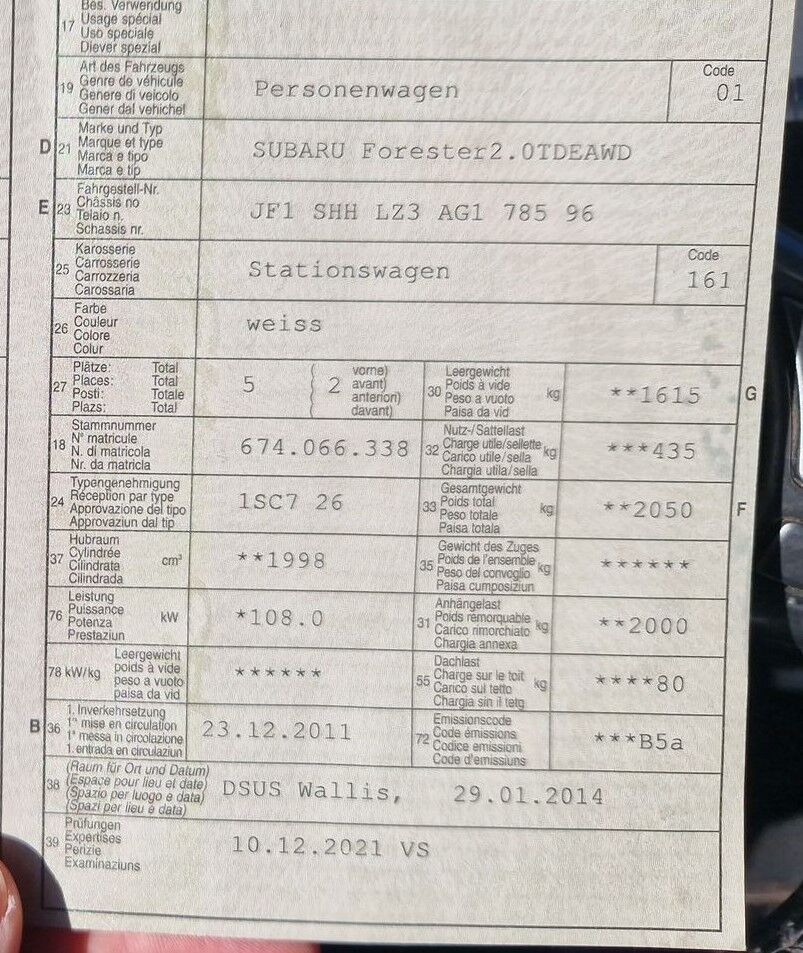 Bes. Verwendung
17 Usage spécial
Uso speciale
Diever spezial
Art des Fahrzeugs
19 Genre de véhicule
Genere di veicolo
Gener dal vehichel
Personenwagen
Code
01
D 21 Marke und Typ
Marque et type
Marca e tipo
Marca e tip
SUBARU Forester2.0TDEAWD
E 23 Fahrgestell-Nr.
Châssis no
Telaio n.
Schassis nr.
JF1 SHH LZ3 AG1 785 96
25 Karosserie
Carrosserie
Carrozzeria
Carossaria
Stationswagen
Code
161
26 Farbe
Couleur
Colore
Colur
weiss
27 Plätze: Total
Places: Total
Posti: Totale
Plazs: Total
5 ( 2 vorne)
avant)
anteriori)
davant)
30 Leergewicht
Poids à vide
Peso a vuoto
Paisa da vid
kg **1615 G
18 Stammnummer
N° matricule
N. di matricola
Nr. da matricla
674.066.338
32 Nutz-/Sattellast
Charge utile/sellette
Carico utile/sella
Chargia utila/sella
kg ***435
24 Typengenehmigung
Réception par type
Approvazione del tipo
Approvaziun dal tip
1SC7 26
33 Gesamtgewicht
Poids total
Peso totale
Paisa totala
kg **2050 F
37 Hubraum
Cylindrée
Cilindrata
Cilindrada
cm³ **1998
35 Gewicht des Zuges
Poids de l'ensemble
Peso del convoglio
Paisa cumposiziun
kg ******
76 Leistung
Puissance
Potenza
Prestaziun
kW *108.0
31 Anhängelast
Poids remorquable
Carico rimorchiato
Chargia annexa
kg **2000
78 kW/kg Leergewicht
poids à vide
peso a vuoto
paisa da vid
******
55 Dachlast
Charge sur le toit
Carico sul tetto
Chargia sin il tetg
kg ****80
B 36 1. Inverkehrsetzung
1re mise en circulation
1a messa in circolazione
1. entrada en circulaziun
23.12.2011
72 Emissionscode
Code émissions
Codice emissioni
Code d'emissiuns
***B5a
38 (Raum für Ort und Datum)
(Espace pour lieu et date)
(Spazio per luogo e data)
(Spazi per lieu e data)
DSUS Wallis, 29.01.2014
39 Prüfungen
Expertises
Perizie
Examinaziuns
10.12.2021 VS